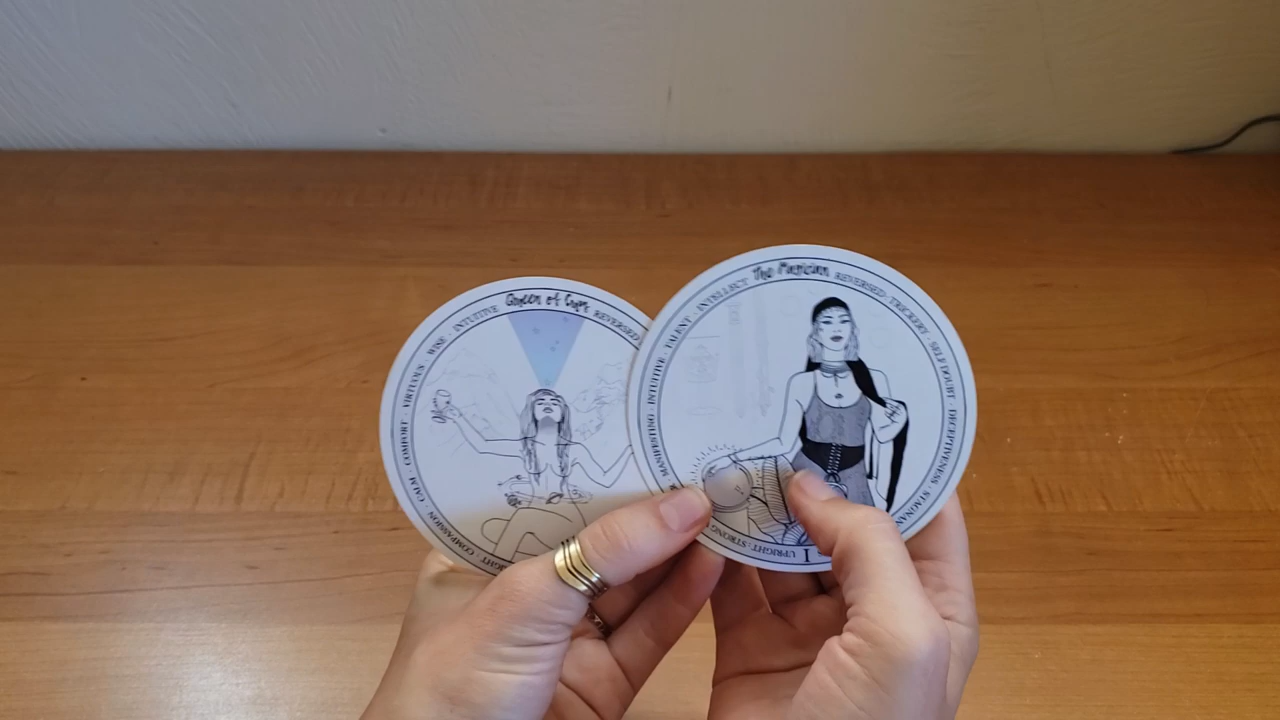 Queen of Cups
REVERSED
UPRIGHT: COMPASSION · CALM · COMFORT · VIRTUOUS · WISE · INTUITIVE
The Magician
REVERSED: TRICKERY · SELF DOUBT · DECEPTIVENESS ·
I
UPRIGHT: STRONG
MANIFESTING · INTUITIVE · TALENT · INTELLECT